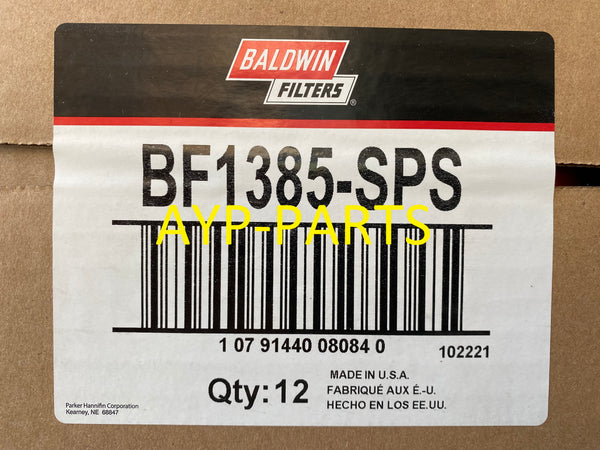 BALDWIN
FILTERS®
BF1385-SPS
AYP-PARTS
1 07 91440 08084 0
102221
Qty:12
MADE IN U.S.A.
FABRIQUÉ AUX É.-U.
HECHO EN LOS EE.UU.
Parker Hannifin Corporation
Kearney, NE 68847